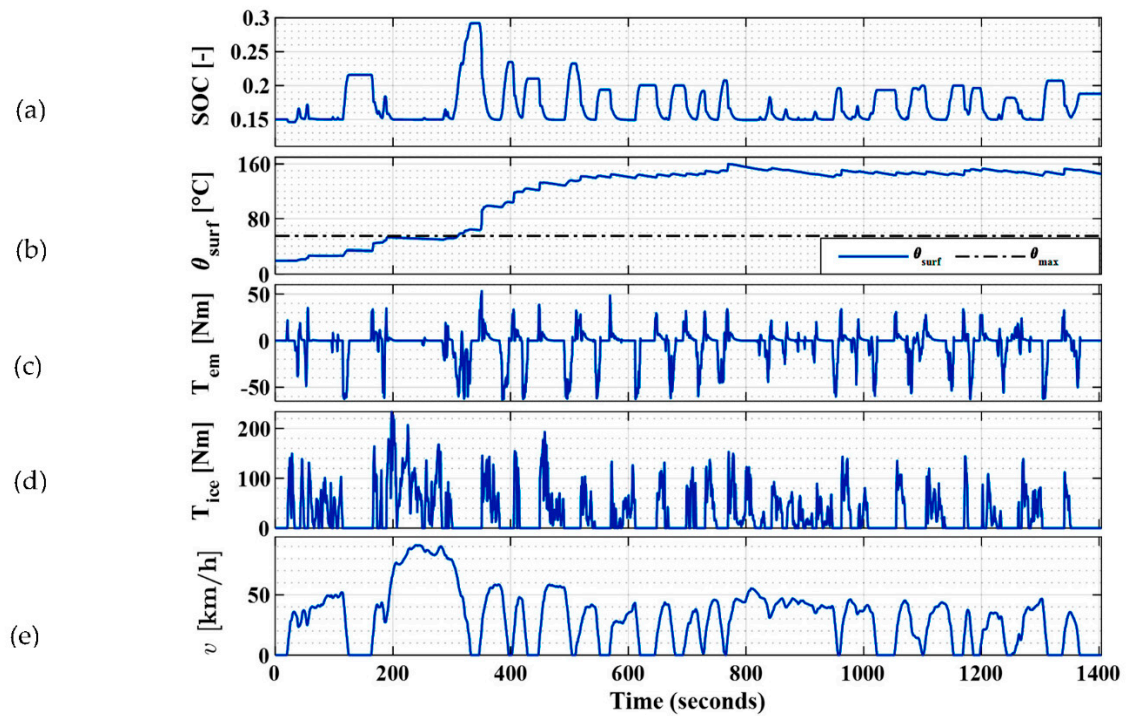 (a)
SOC [-]
0.3
0.25
0.2
0.15
(b)
θsurf [°C]
160
80
0
θsurf
θmax
(c)
Tem [Nm]
50
0
-50
(d)
Tice [Nm]
200
100
0
(e)
v [km/h]
50
0
0 200 400 600 800 1000 1200 1400
Time (seconds)